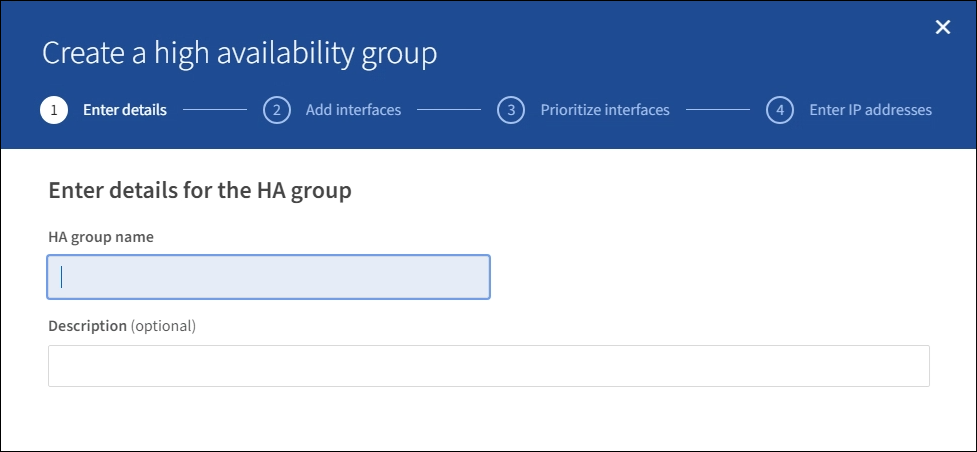 Create a high availability group
1 Enter details 2 Add interfaces 3 Prioritize interfaces 4 Enter IP addresses
Enter details for the HA group
HA group name
Description (optional)